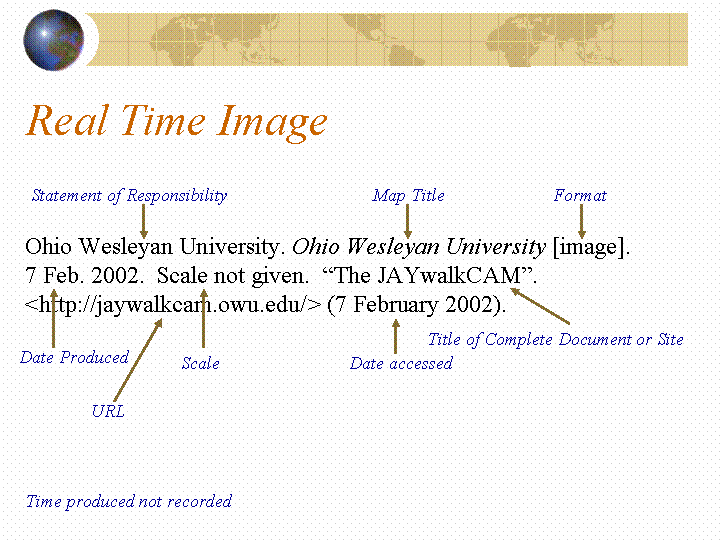 Real Time Image
Statement of Responsibility Map Title Format
Ohio Wesleyan University. Ohio Wesleyan University [image].
7 Feb. 2002. Scale not given. “The JAYwalkCAM”.
<http://jaywalkcam.owu.edu/> (7 February 2002).
Title of Complete Document or Site
Date Produced Scale Date accessed
URL
Time produced not recorded